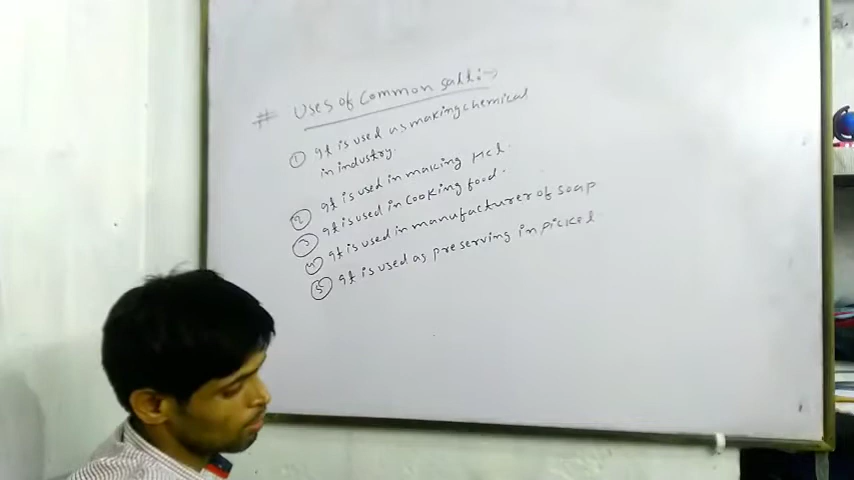 # Uses of Common salt:→
① It is used as making chemical
in industry.
② It is used in making HCl.
③ It is used in cooking food.
④ It is used in manufacturer of soap
⑤ It is used as preserving in pickel